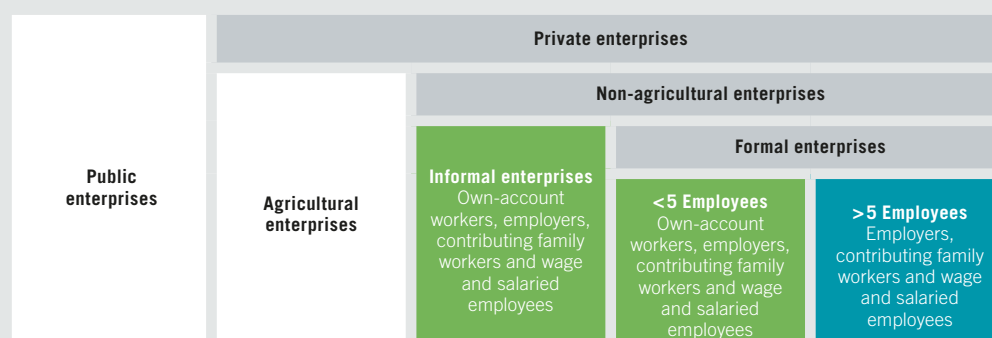 Private enterprises
Non-agricultural enterprises
Formal enterprises
Public
enterprises
Agricultural
enterprises
Informal enterprises
Own-account
workers, employers,
contributing family
workers and wage
and salaried
employees
<5 Employees
Own-account
workers, employers,
contributing family
workers and wage
and salaried
employees
>5 Employees
Employers,
contributing family
workers and wage
and salaried
employees